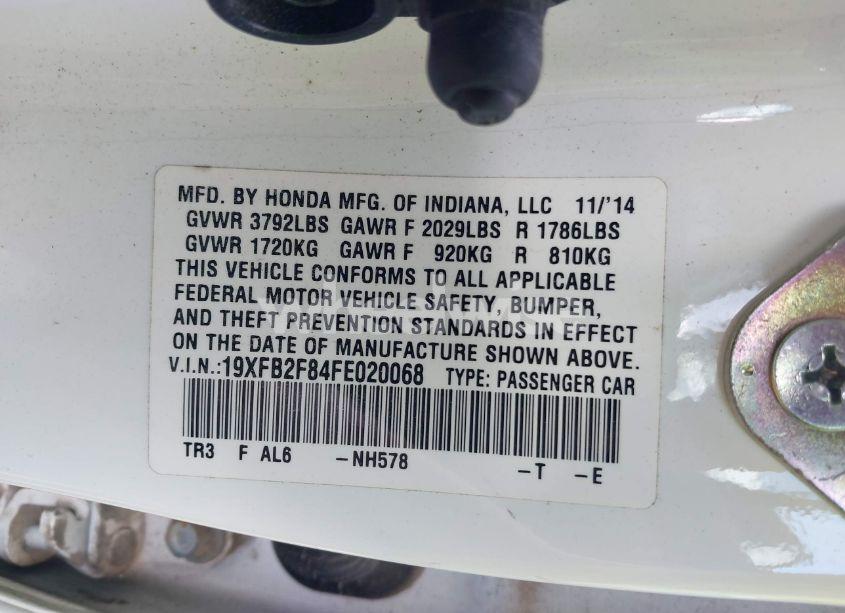 MFD. BY HONDA MFG. OF INDIANA, LLC 11/'14
GVWR 3792LBS GAWR F 2029LBS R 1786LBS
GVWR 1720KG GAWR F 920KG R 810KG
THIS VEHICLE CONFORMS TO ALL APPLICABLE
FEDERAL MOTOR VEHICLE SAFETY, BUMPER,
AND THEFT PREVENTION STANDARDS IN EFFECT
ON THE DATE OF MANUFACTURE SHOWN ABOVE.
V.I.N.:19XFB2F84FE020068 TYPE: PASSENGER CAR
TR3 F AL6 -NH578 -T -E